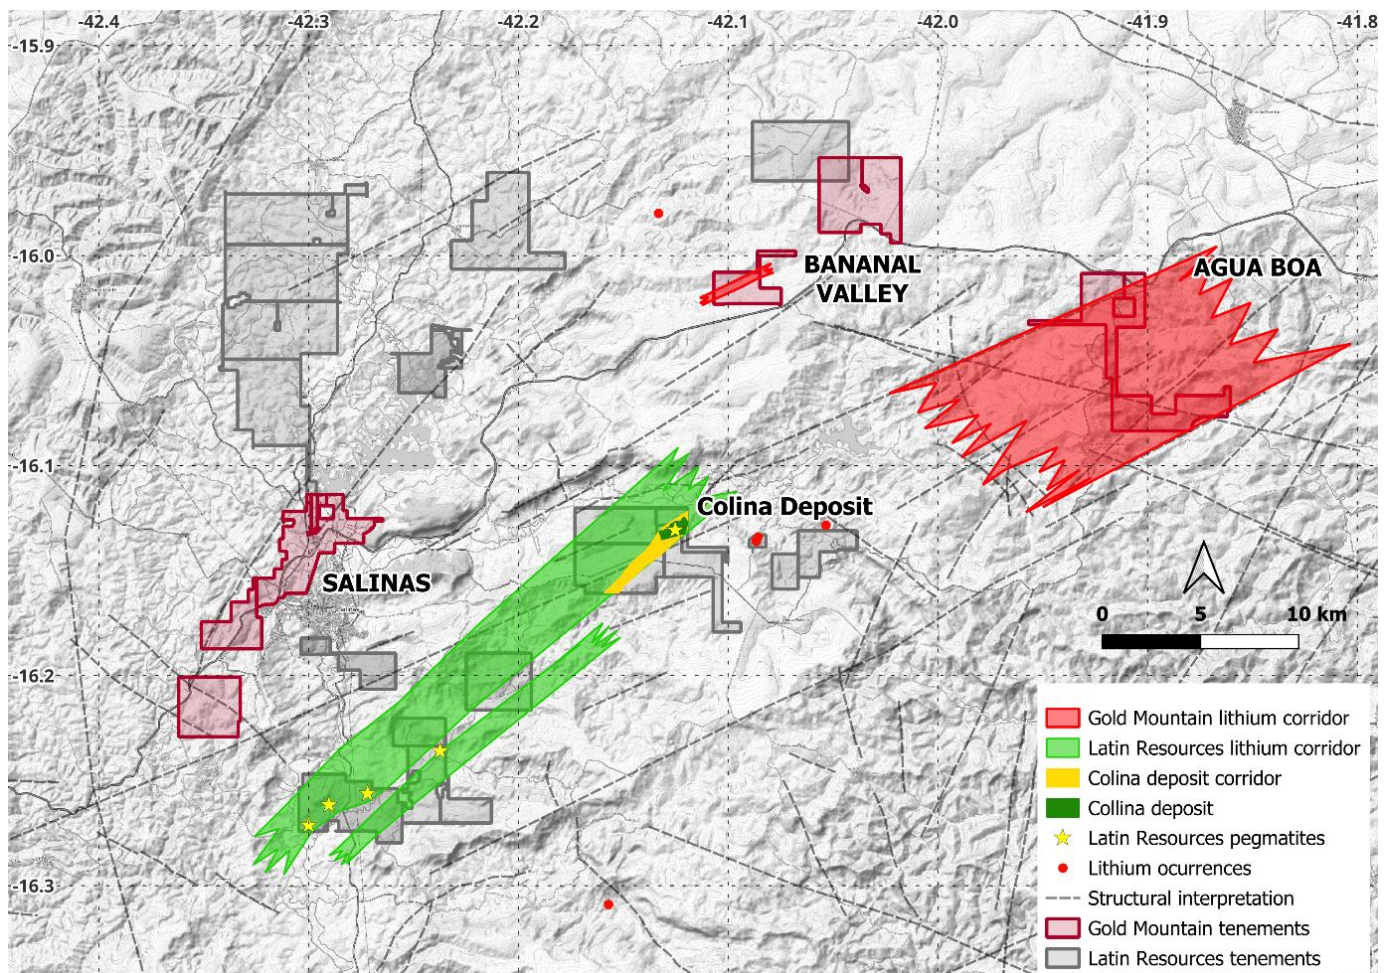 -42.4
-42.3
-42.2
-42.1
-42.0
-41.9
-41.8
-15.9
-16.0
BANANAL
VALLEY
AGUA BOA
-16.1
Colina Deposit
SALINAS
0 5 10 km
-16.2
-16.3
Gold Mountain lithium corridor
Latin Resources lithium corridor
Colina deposit corridor
Collina deposit
Latin Resources pegmatites
Lithium ocurrences
Structural interpretation
Gold Mountain tenements
Latin Resources tenements